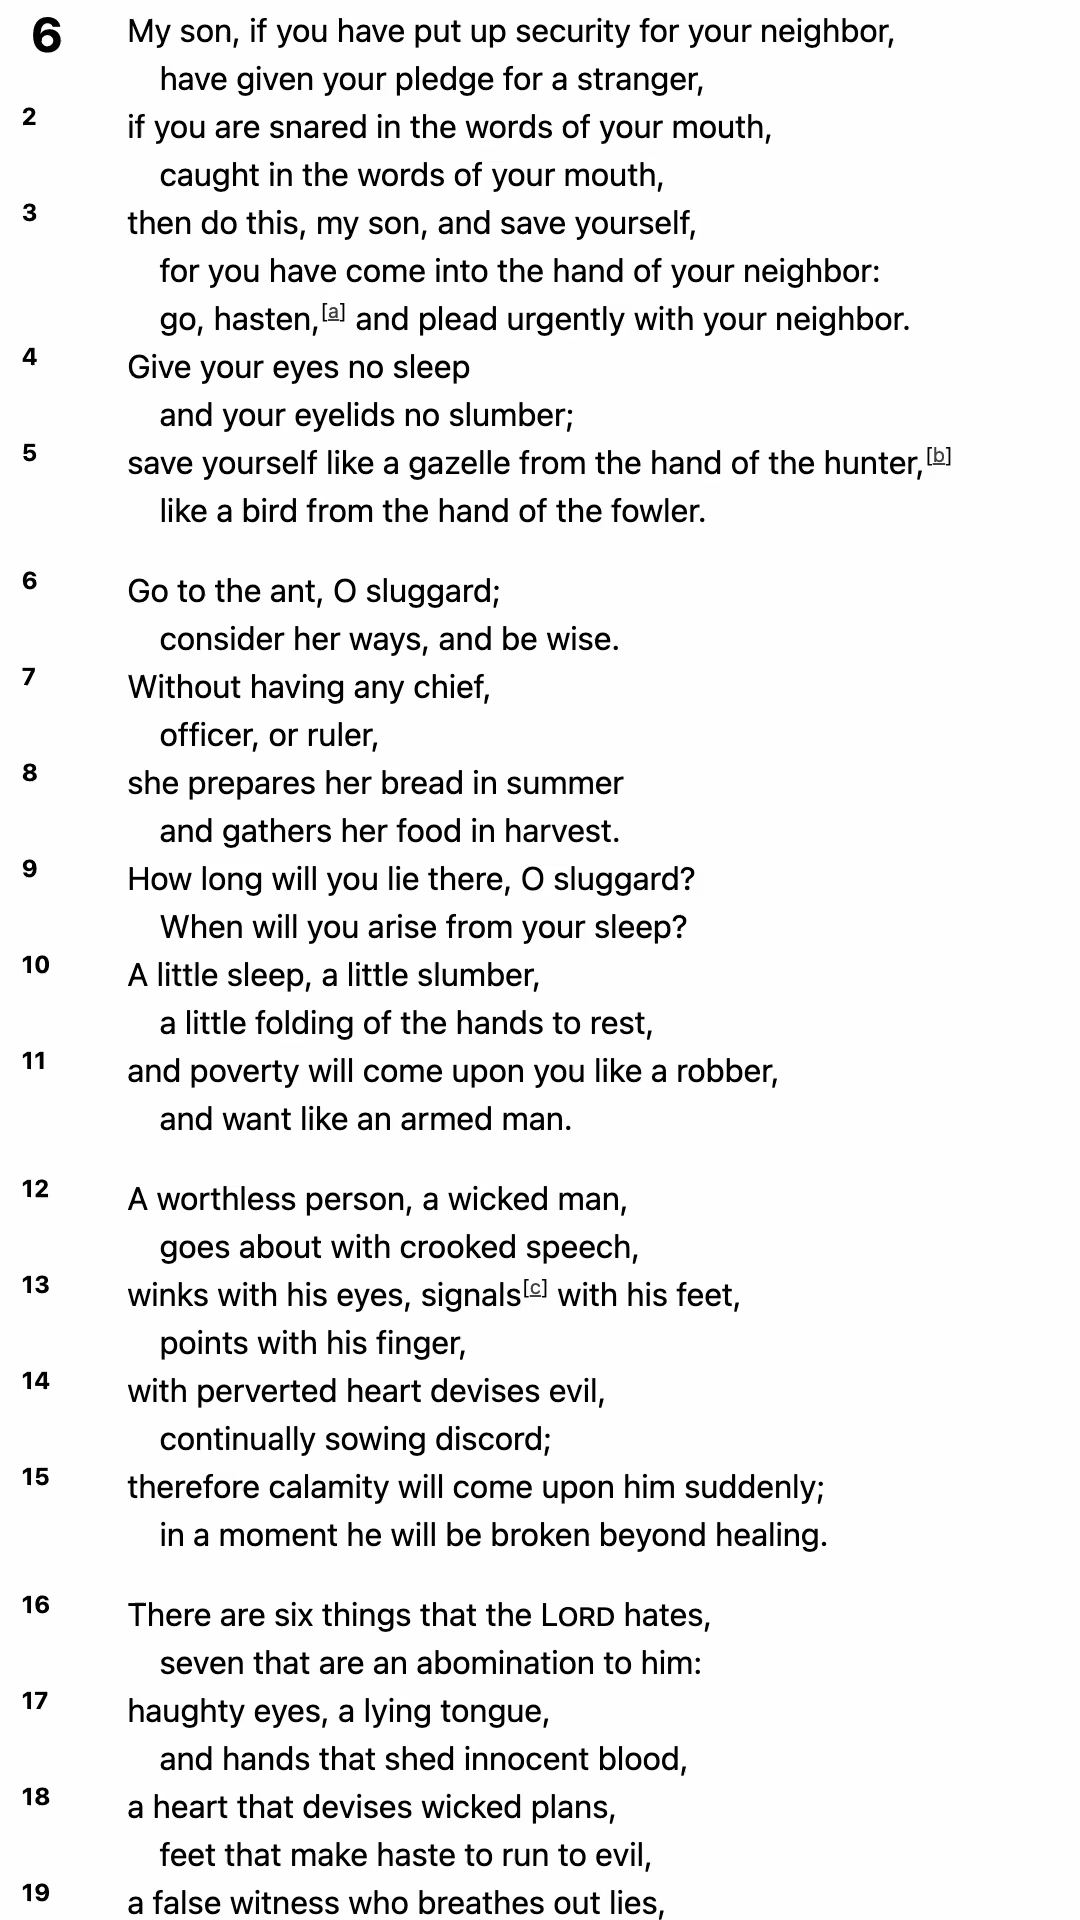 6 My son, if you have put up security for your neighbor,
have given your pledge for a stranger,
2 if you are snared in the words of your mouth,
caught in the words of your mouth,
3 then do this, my son, and save yourself,
for you have come into the hand of your neighbor:
go, hasten,[a] and plead urgently with your neighbor.
4 Give your eyes no sleep
and your eyelids no slumber;
5 save yourself like a gazelle from the hand of the hunter,[b]
like a bird from the hand of the fowler.
6 Go to the ant, O sluggard;
consider her ways, and be wise.
7 Without having any chief,
officer, or ruler,
8 she prepares her bread in summer
and gathers her food in harvest.
9 How long will you lie there, O sluggard?
When will you arise from your sleep?
10 A little sleep, a little slumber,
a little folding of the hands to rest,
11 and poverty will come upon you like a robber,
and want like an armed man.
12 A worthless person, a wicked man,
goes about with crooked speech,
13 winks with his eyes, signals[c] with his feet,
points with his finger,
14 with perverted heart devises evil,
continually sowing discord;
15 therefore calamity will come upon him suddenly;
in a moment he will be broken beyond healing.
16 There are six things that the LORD hates,
seven that are an abomination to him:
17 haughty eyes, a lying tongue,
and hands that shed innocent blood,
18 a heart that devises wicked plans,
feet that make haste to run to evil,
19 a false witness who breathes out lies,